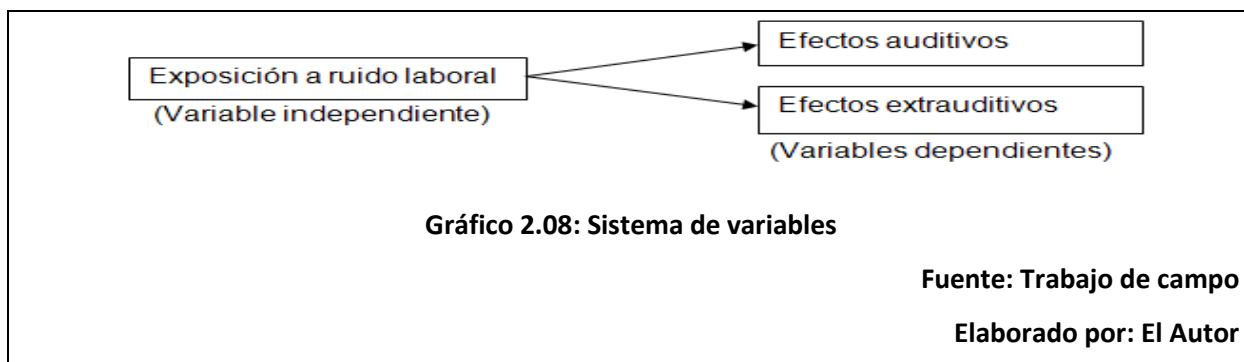 Efectos auditivos
Exposición a ruido laboral
(Variable independiente)
Efectos extrauditivos
(Variables dependientes)
Gráfico 2.08: Sistema de variables
Fuente: Trabajo de campo
Elaborado por: El Autor